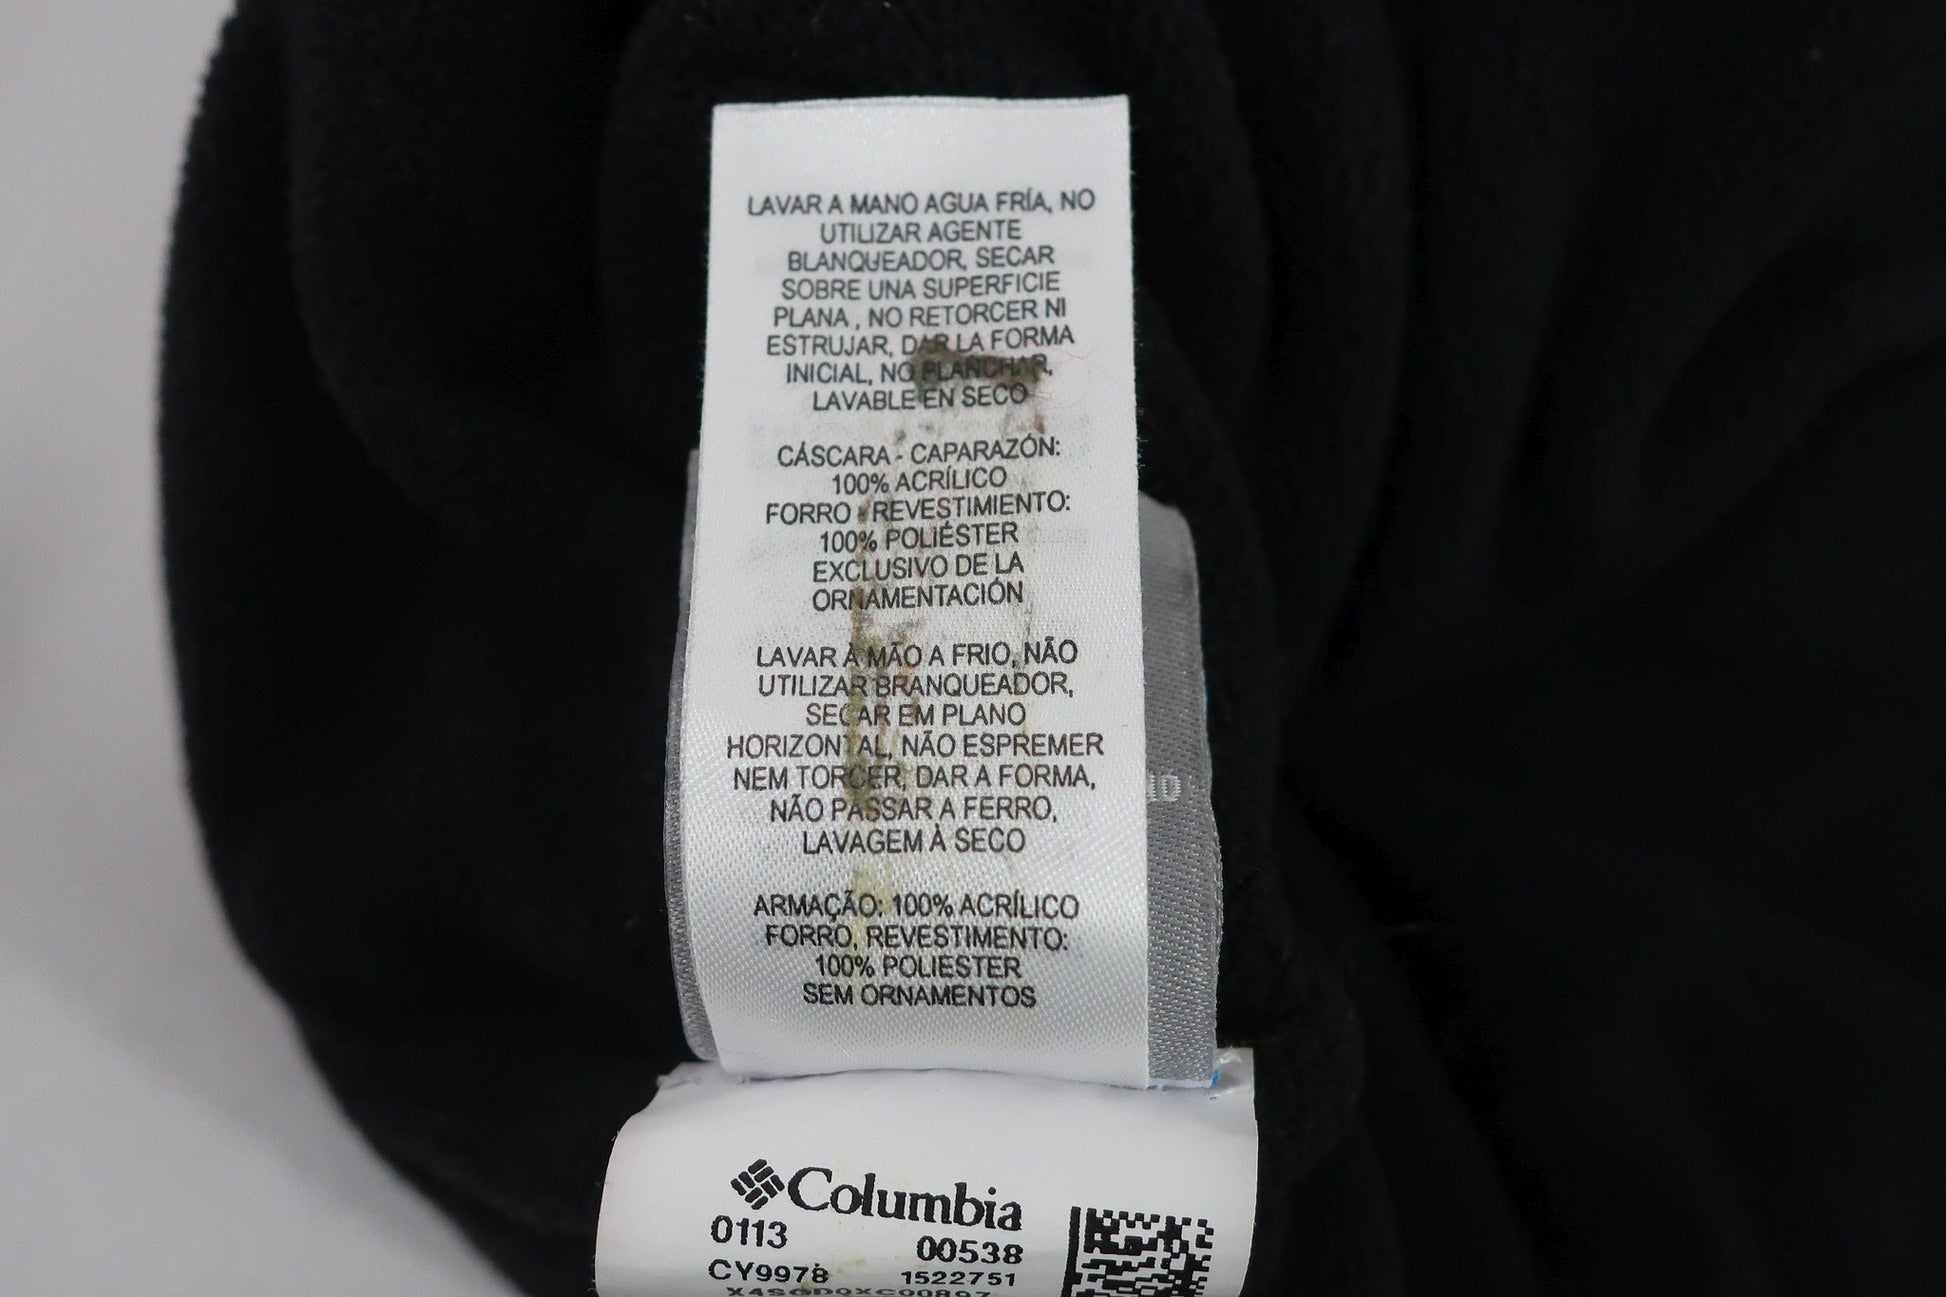 LAVAR A MANO AGUA FRÍA, NO
UTILIZAR AGENTE
BLANQUEADOR, SECAR
SOBRE UNA SUPERFICIE
PLANA , NO RETORCER NI
ESTRUJAR, DAR LA FORMA
INICIAL, NO PLANCHAR,
LAVABLE EN SECO
CÁSCARA - CAPARAZÓN:
100% ACRÍLICO
FORRO - REVESTIMIENTO:
100% POLIÉSTER
EXCLUSIVO DE LA
ORNAMENTACIÓN
LAVAR À MÃO A FRIO, NÃO
UTILIZAR BRANQUEADOR,
SECAR EM PLANO
HORIZONTAL, NÃO ESPREMER
NEM TORCER, DAR A FORMA,
NÃO PASSAR A FERRO,
LAVAGEM À SECO
ARMAÇÃO: 100% ACRÍLICO
FORRO, REVESTIMENTO:
100% POLIESTER
SEM ORNAMENTOS
Columbia
0113 00538
CY9978 1522751